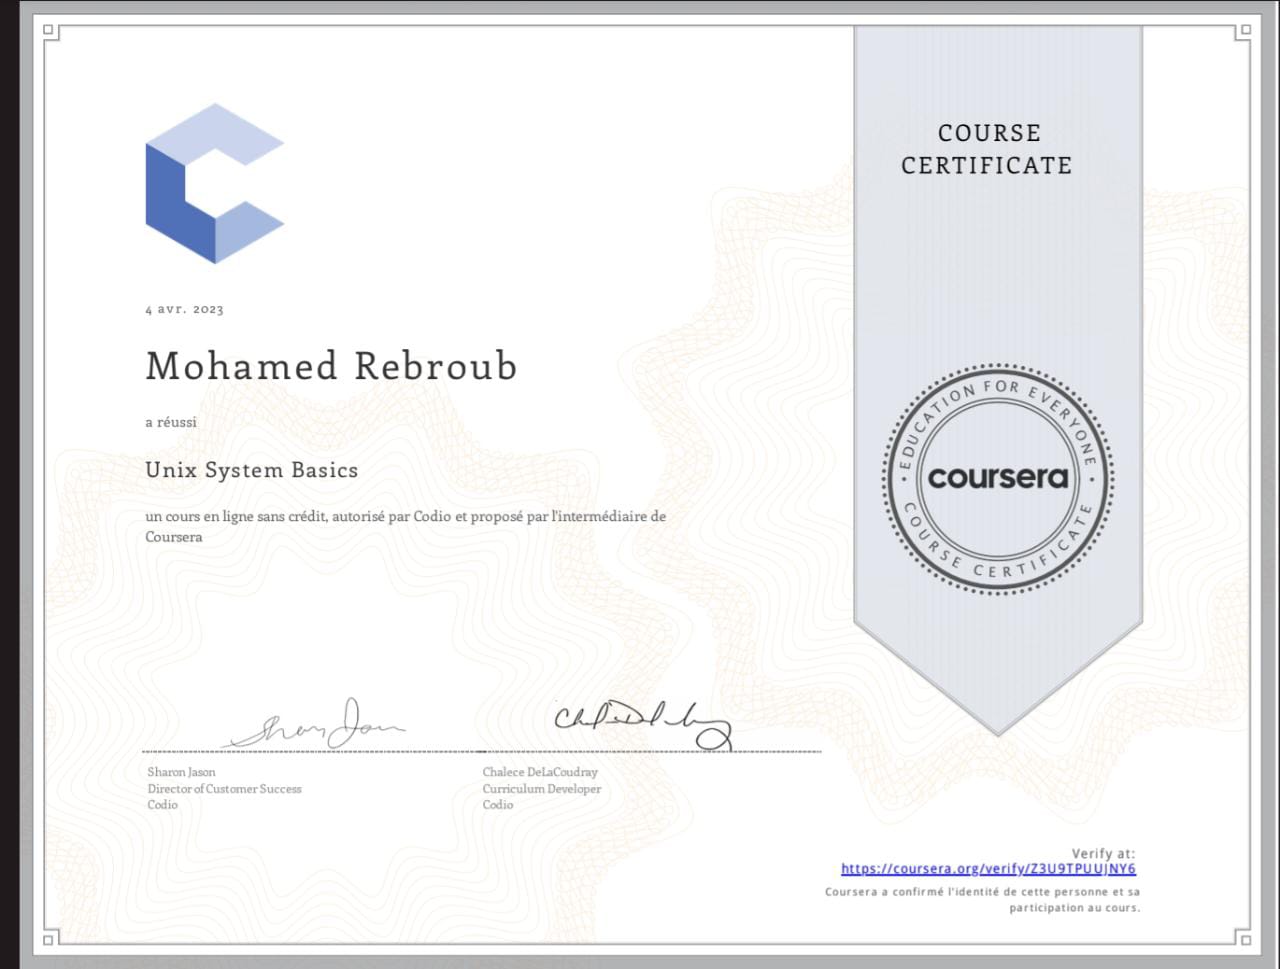 COURSE
CERTIFICATE
4 avr. 2023
Mohamed Rebroub
a réussi
Unix System Basics
un cours en ligne sans crédit, autorisé par Codio et proposé par l'intermédiaire de
Coursera
EDUCATION FOR EVERYONE
coursera
COURSE CERTIFICATE
Sharon Jason
Director of Customer Success
Codio
Chalece DeLaCoudray
Curriculum Developer
Codio
Verify at:
https://coursera.org/verify/Z3U9TPUUJNY6
Coursera a confirmé l'identité de cette personne et sa
participation au cours.